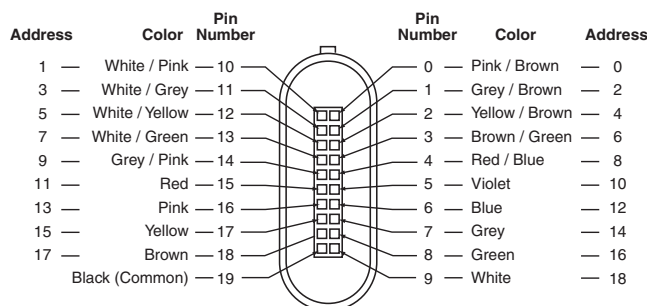 Pin Pin
Address Color Number Number Color Address
1 — White / Pink — 10 0 — Pink / Brown — 0
3 — White / Grey — 11 1 — Grey / Brown — 2
5 — White / Yellow — 12 2 — Yellow / Brown — 4
7 — White / Green — 13 3 — Brown / Green — 6
9 — Grey / Pink — 14 4 — Red / Blue — 8
11 — Red — 15 5 — Violet — 10
13 — Pink — 16 6 — Blue — 12
15 — Yellow — 17 7 — Grey — 14
17 — Brown — 18 8 — Green — 16
Black (Common) — 19 9 — White — 18